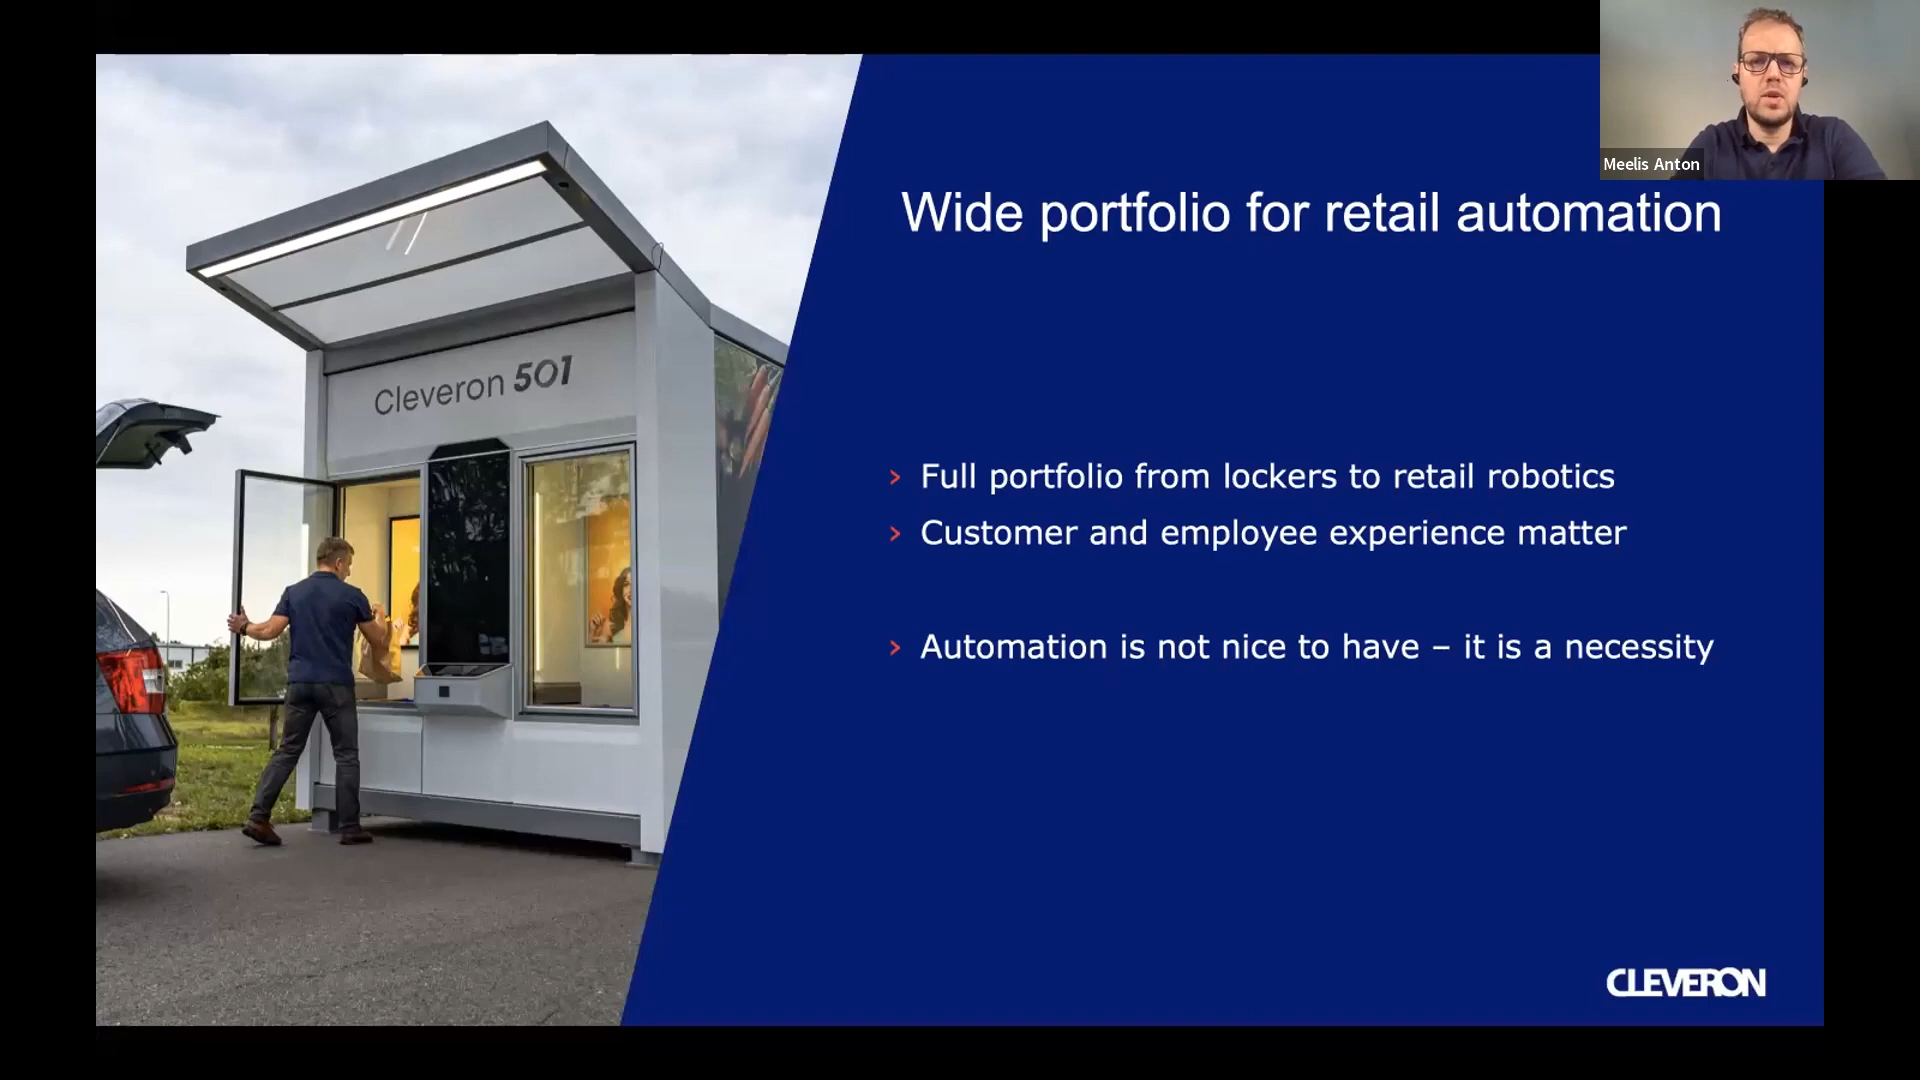 Meelis Anton
Wide portfolio for retail automation
Cleveron 501
› Full portfolio from lockers to retail robotics
› Customer and employee experience matter
› Automation is not nice to have – it is a necessity
CLEVERON